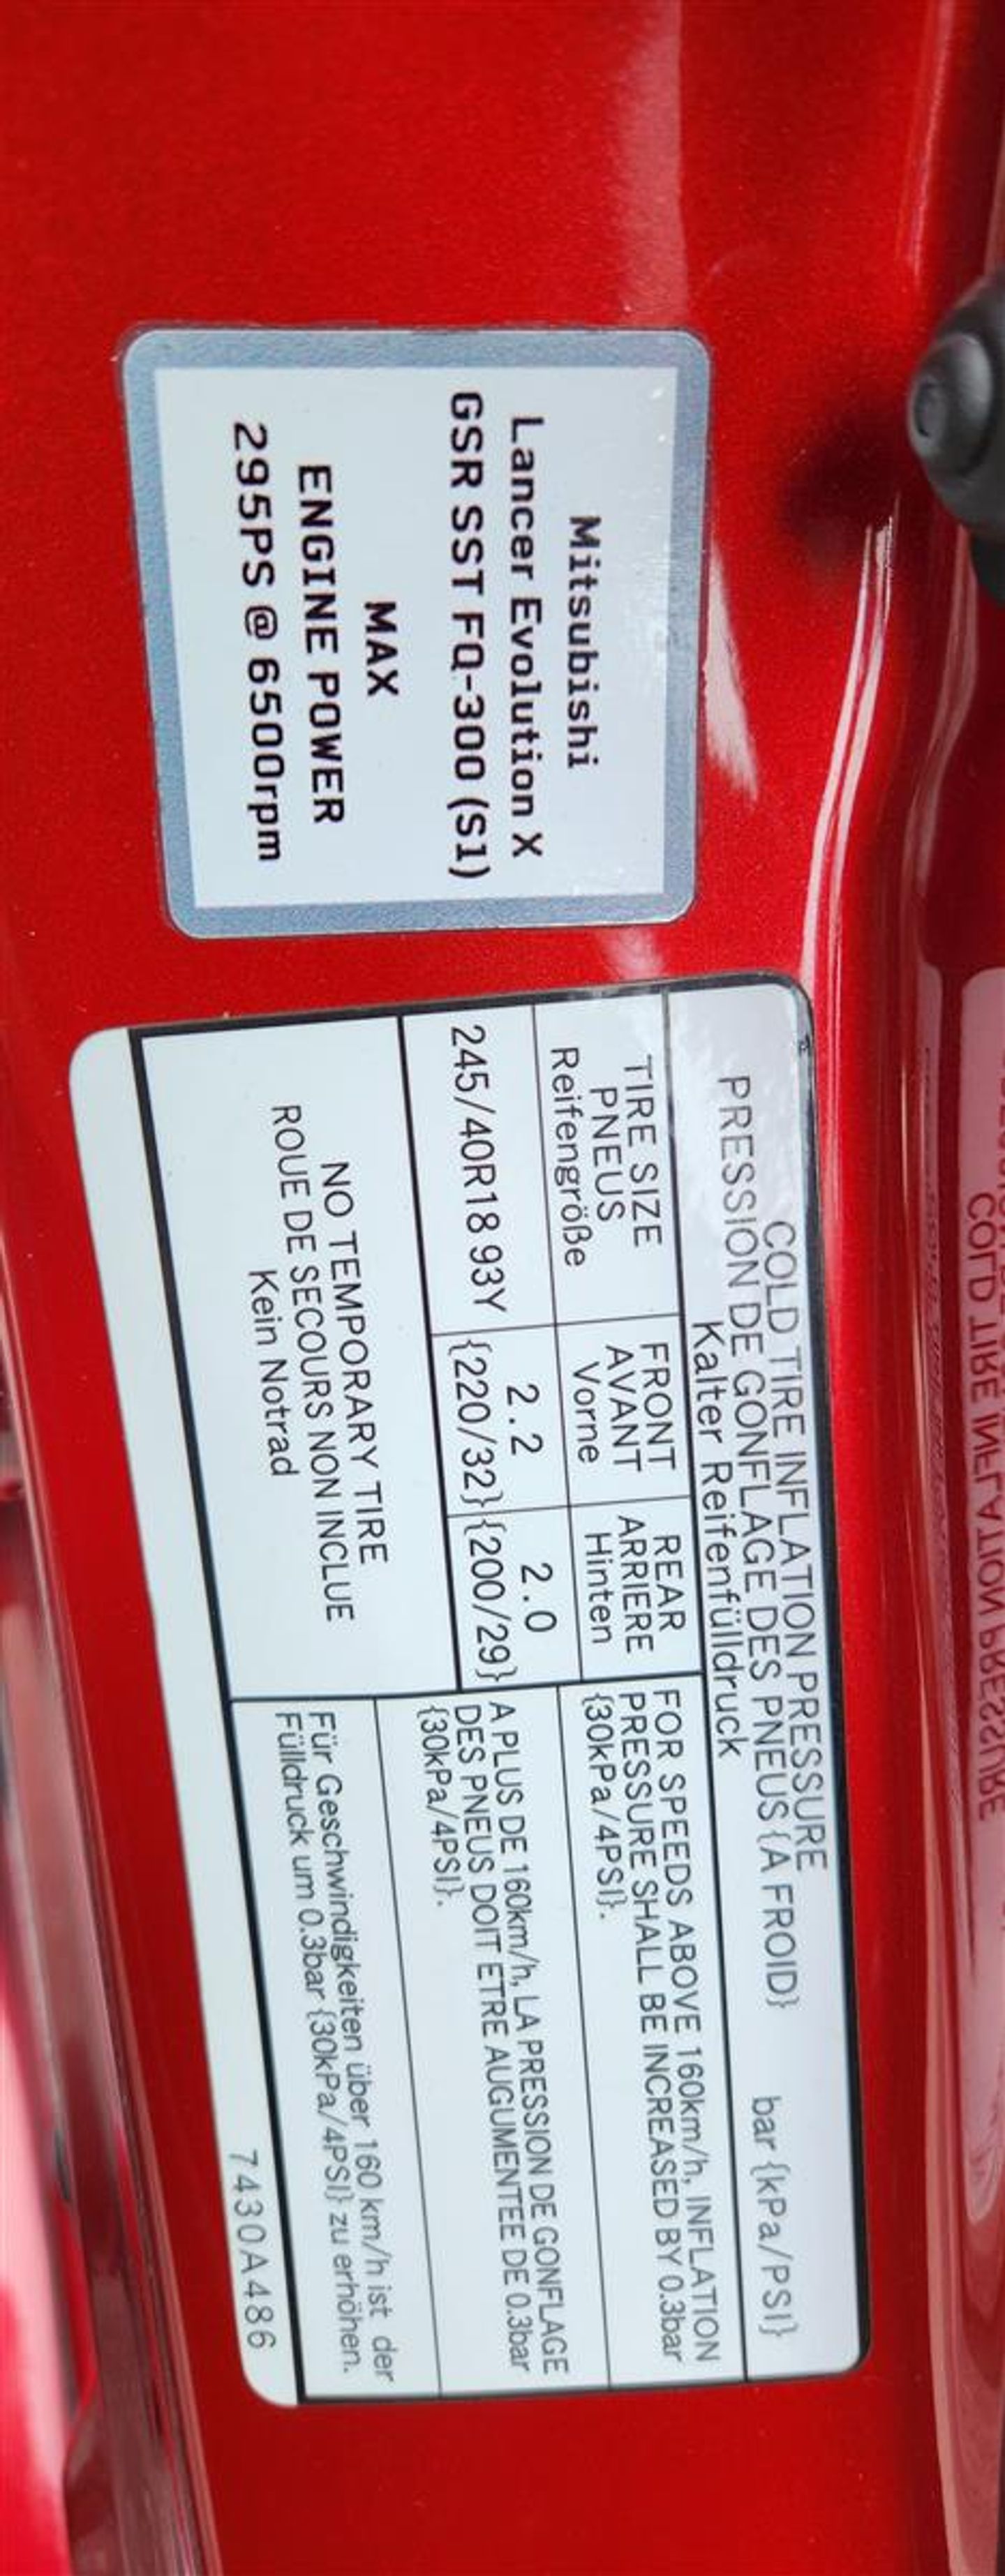 Mitsubishi
Lancer Evolution X
GSR SST FQ-300 (S1)
MAX
ENGINE POWER
295PS @ 6500rpm
COLD TIRE INFLATION PRESSURE
PRESSION DE GONFLAGE DES PNEUS {A FROID} bar {kPa/PSI}
Kalter Reifenfülldruck
TIRE SIZE
PNEUS
Reifengröße
FRONT
AVANT
Vorne
REAR
ARRIERE
Hinten
245/40R18 93Y
2.2
{220/32}
2.0
{200/29}
NO TEMPORARY TIRE
ROUE DE SECOURS NON INCLUE
Kein Notrad
FOR SPEEDS ABOVE 160km/h, INFLATION
PRESSURE SHALL BE INCREASED BY 0.3bar
{30kPa/4PSI}.
A PLUS DE 160km/h, LA PRESSION DE GONFLAGE
DES PNEUS DOIT ETRE AUGUMENTEE DE 0.3bar
{30kPa/4PSI}.
Für Geschwindigkeiten über 160 km/h ist der
Fülldruck um 0.3bar {30kPa/4PSI} zu erhöhen.
7430A486
COLD TIRE INFLATION PRESSURE